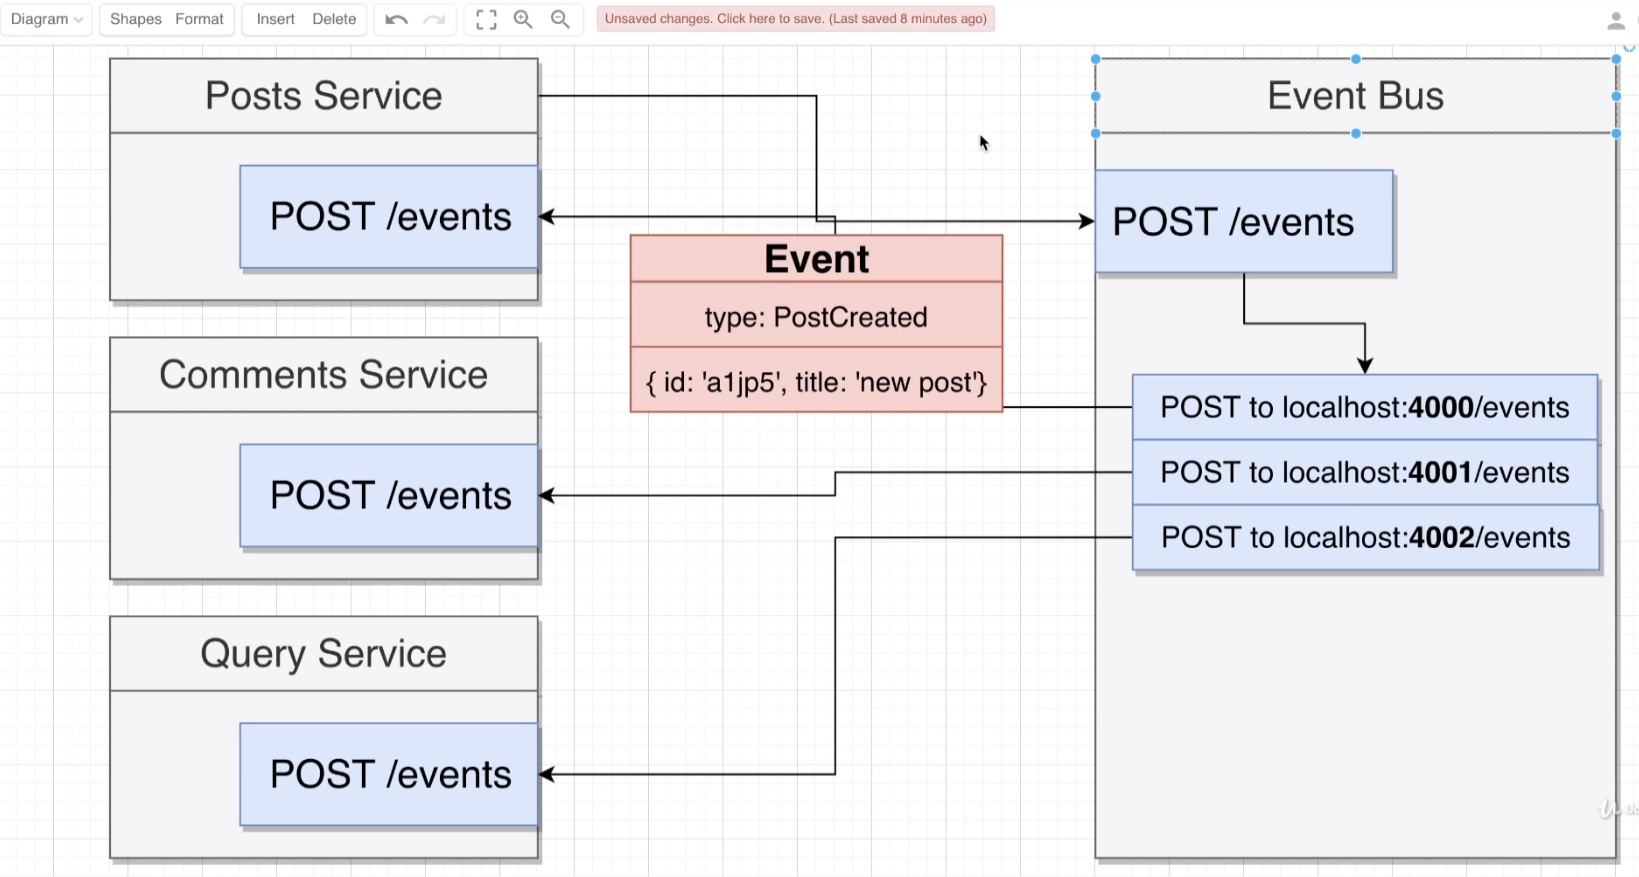 Diagram Shapes Format Insert Delete Unsaved changes. Click here to save. (Last saved 8 minutes ago)
Posts Service
POST /events
Comments Service
POST /events
Query Service
POST /events
Event
type: PostCreated
{ id: 'a1jp5', title: 'new post'}
Event Bus
POST /events
POST to localhost:4000/events
POST to localhost:4001/events
POST to localhost:4002/events